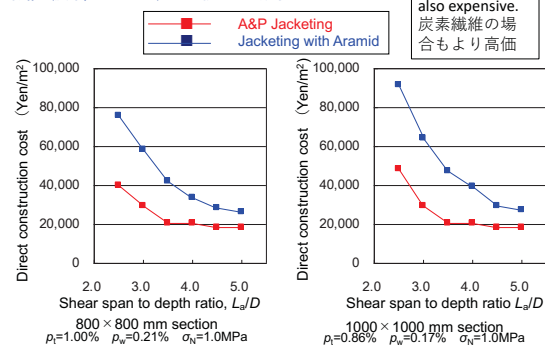 also expensive.
炭素繊維の場
合もより高価
A&P Jacketing
Jacketing with Aramid
Direct construction cost (Yen/m²)
100,000
80,000
60,000
40,000
20,000
0
2.0 3.0 4.0 5.0
Shear span to depth ratio, Lₐ/D
800×800 mm section
pₜ=1.00% p_w=0.21% σ_N=1.0MPa
Direct construction cost (Yen/m²)
100,000
80,000
60,000
40,000
20,000
0
2.0 3.0 4.0 5.0
Shear span to depth ratio Lₐ/D
1000×1000 mm section
pₜ=0.86% p_w=0.17% σ_N=1.0MPa